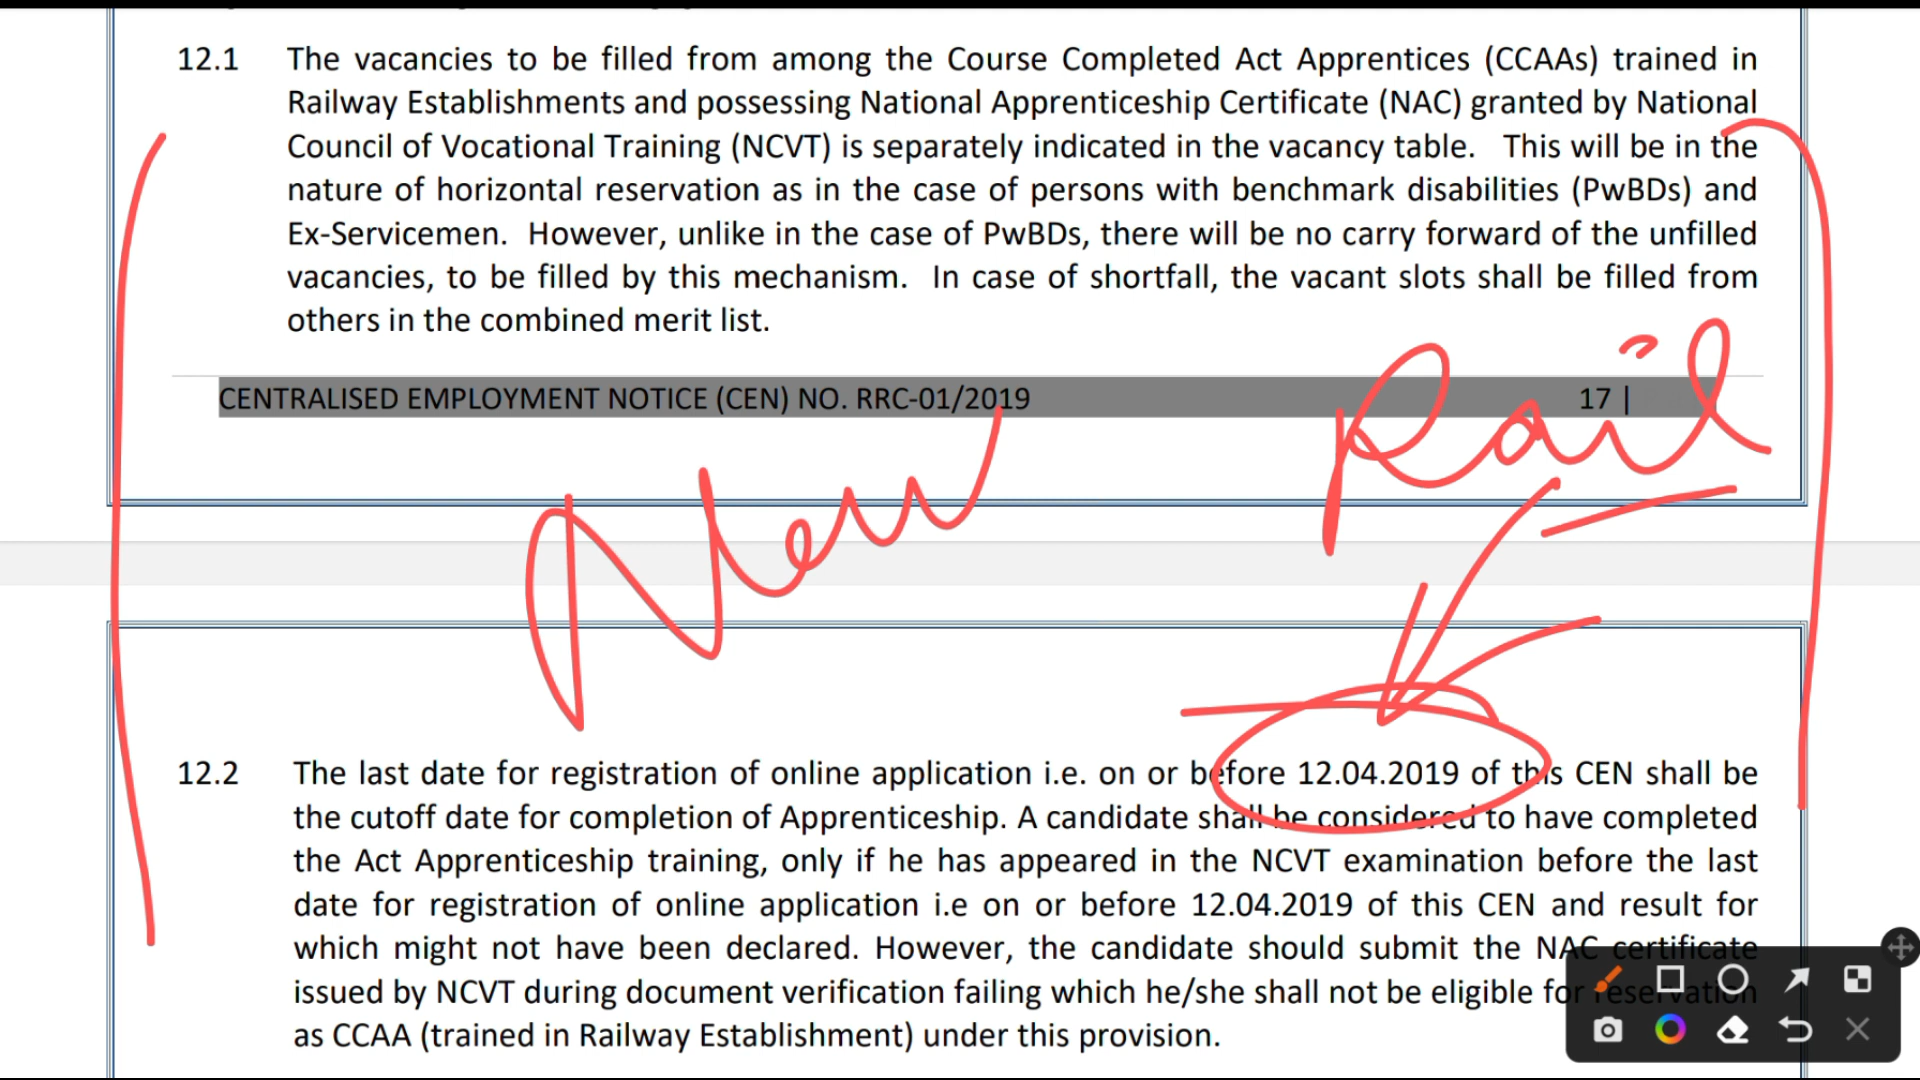 12.1 The vacancies to be filled from among the Course Completed Act Apprentices (CCAAs) trained in
Railway Establishments and possessing National Apprenticeship Certificate (NAC) granted by National
Council of Vocational Training (NCVT) is separately indicated in the vacancy table. This will be in the
nature of horizontal reservation as in the case of persons with benchmark disabilities (PwBDs) and
Ex-Servicemen. However, unlike in the case of PwBDs, there will be no carry forward of the unfilled
vacancies, to be filled by this mechanism. In case of shortfall, the vacant slots shall be filled from
others in the combined merit list.
Rail
CENTRALISED EMPLOYMENT NOTICE (CEN) NO. RRC-01/2019 17 |
New
12.2 The last date for registration of online application i.e. on or before 12.04.2019 of this CEN shall be
the cutoff date for completion of Apprenticeship. A candidate shall be considered to have completed
the Act Apprenticeship training, only if he has appeared in the NCVT examination before the last
date for registration of online application i.e on or before 12.04.2019 of this CEN and result for
which might not have been declared. However, the candidate should submit the NAC certificate
issued by NCVT during document verification failing which he/she shall not be eligible for reservation
as CCAA (trained in Railway Establishment) under this provision.